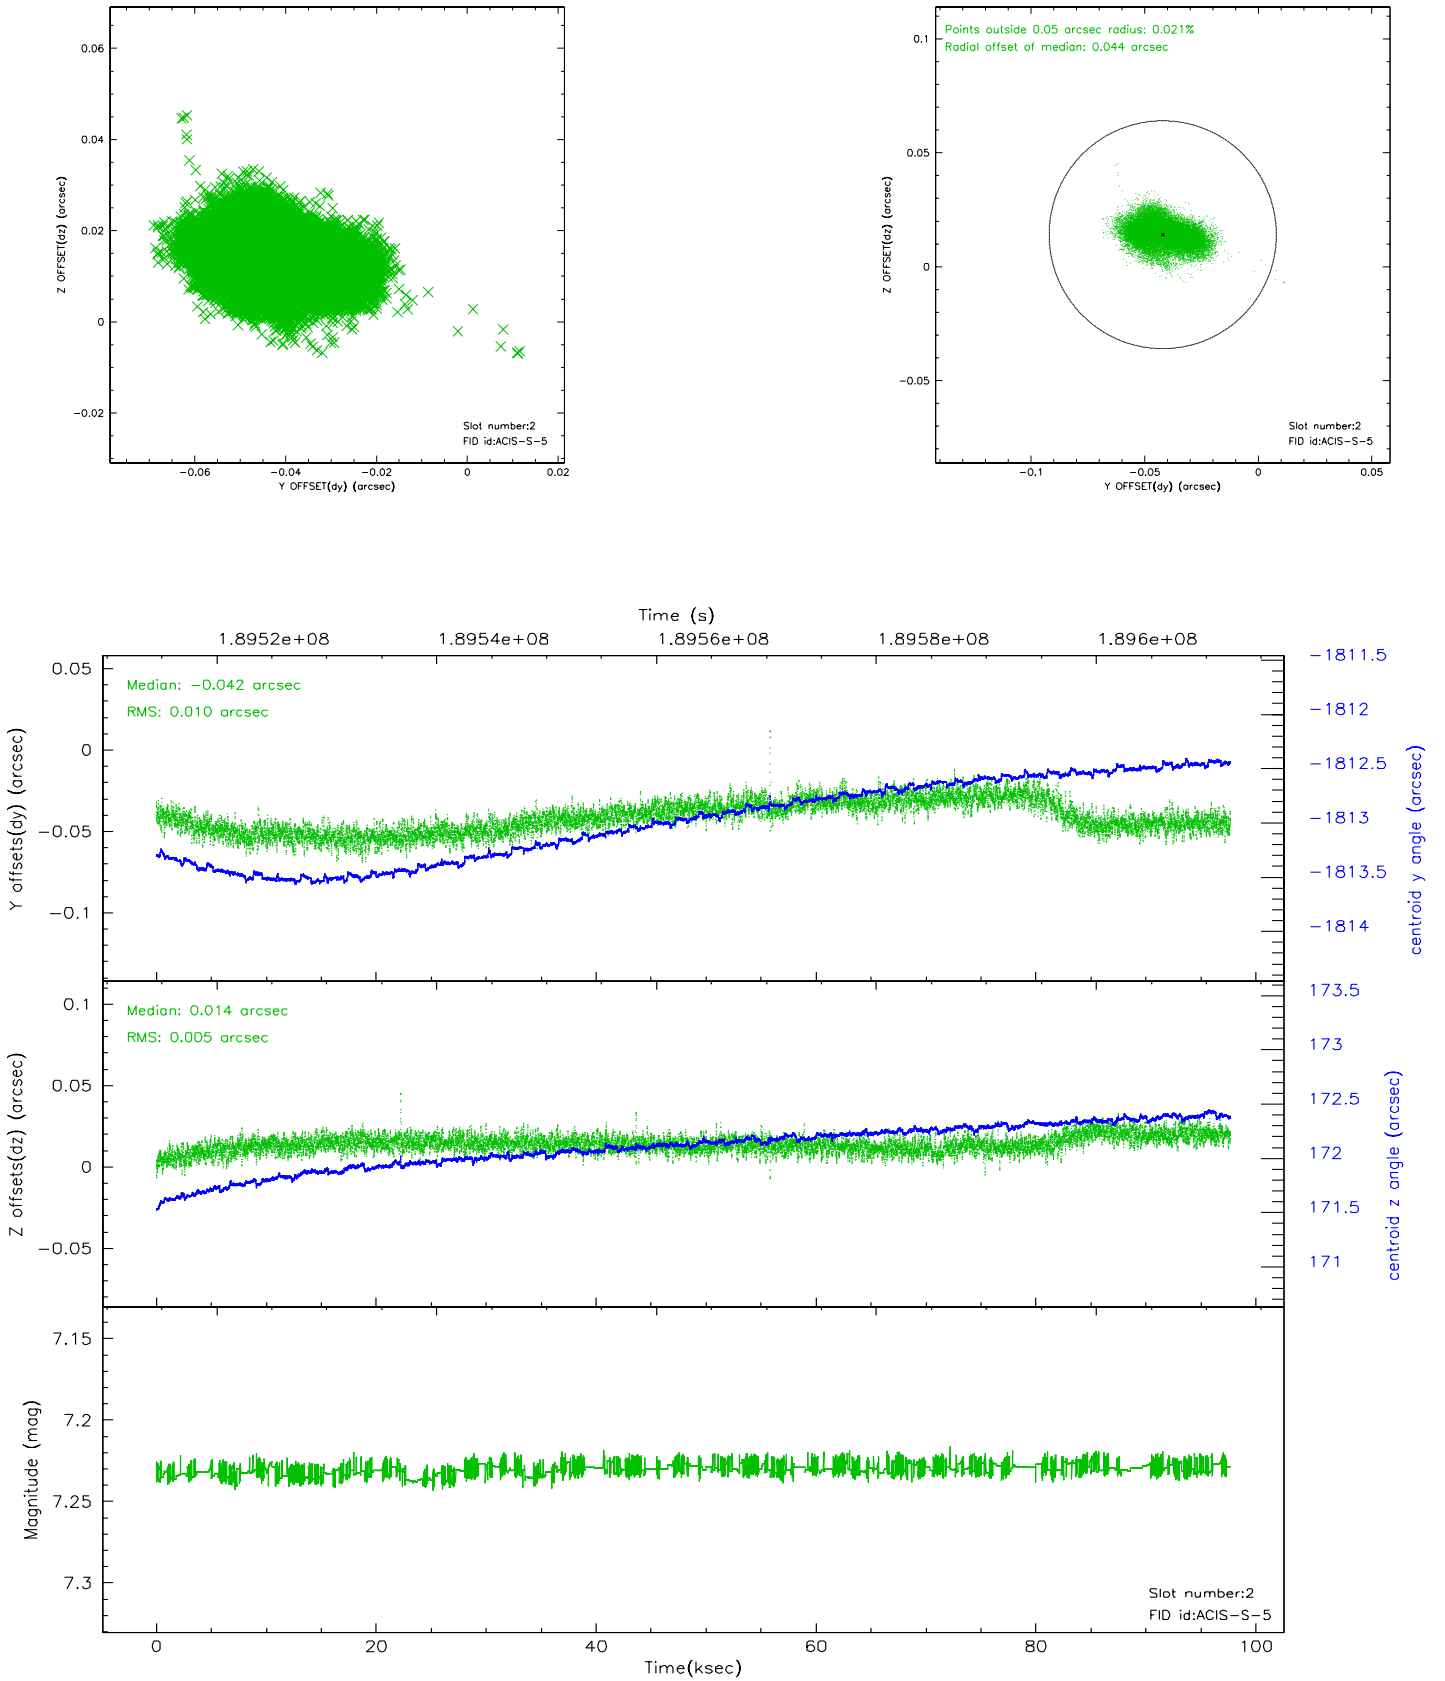 0.06
0.04
0.02
0
−0.02
Z OFFSET(dz) (arcsec)
Slot number:2
FID id:ACIS−S−5
−0.06 −0.04 −0.02 0 0.02
Y OFFSET(dy) (arcsec)
Points outside 0.05 arcsec radius: 0.021%
Radial offset of median: 0.044 arcsec
0.1
0.05
0
−0.05
Z OFFSET(dz) (arcsec)
Slot number:2
FID id:ACIS−S−5
−0.1 −0.05 0 0.05
Y OFFSET(dy) (arcsec)
Time (s)
1.8952e+08 1.8954e+08 1.8956e+08 1.8958e+08 1.896e+08
Median: −0.042 arcsec
RMS: 0.010 arcsec
0.05
0
−0.05
−0.1
Y offsets(dy) (arcsec)
−1811.5
−1812
−1812.5
−1813
−1813.5
−1814
centroid y angle (arcsec)
Median: 0.014 arcsec
RMS: 0.005 arcsec
0.1
0.05
0
−0.05
Z offsets(dz) (arcsec)
173.5
173
172.5
172
171.5
171
centroid z angle (arcsec)
7.15
7.2
7.25
7.3
Magnitude (mag)
Slot number:2
FID id:ACIS−S−5
0 20 40 60 80 100
Time(ksec)